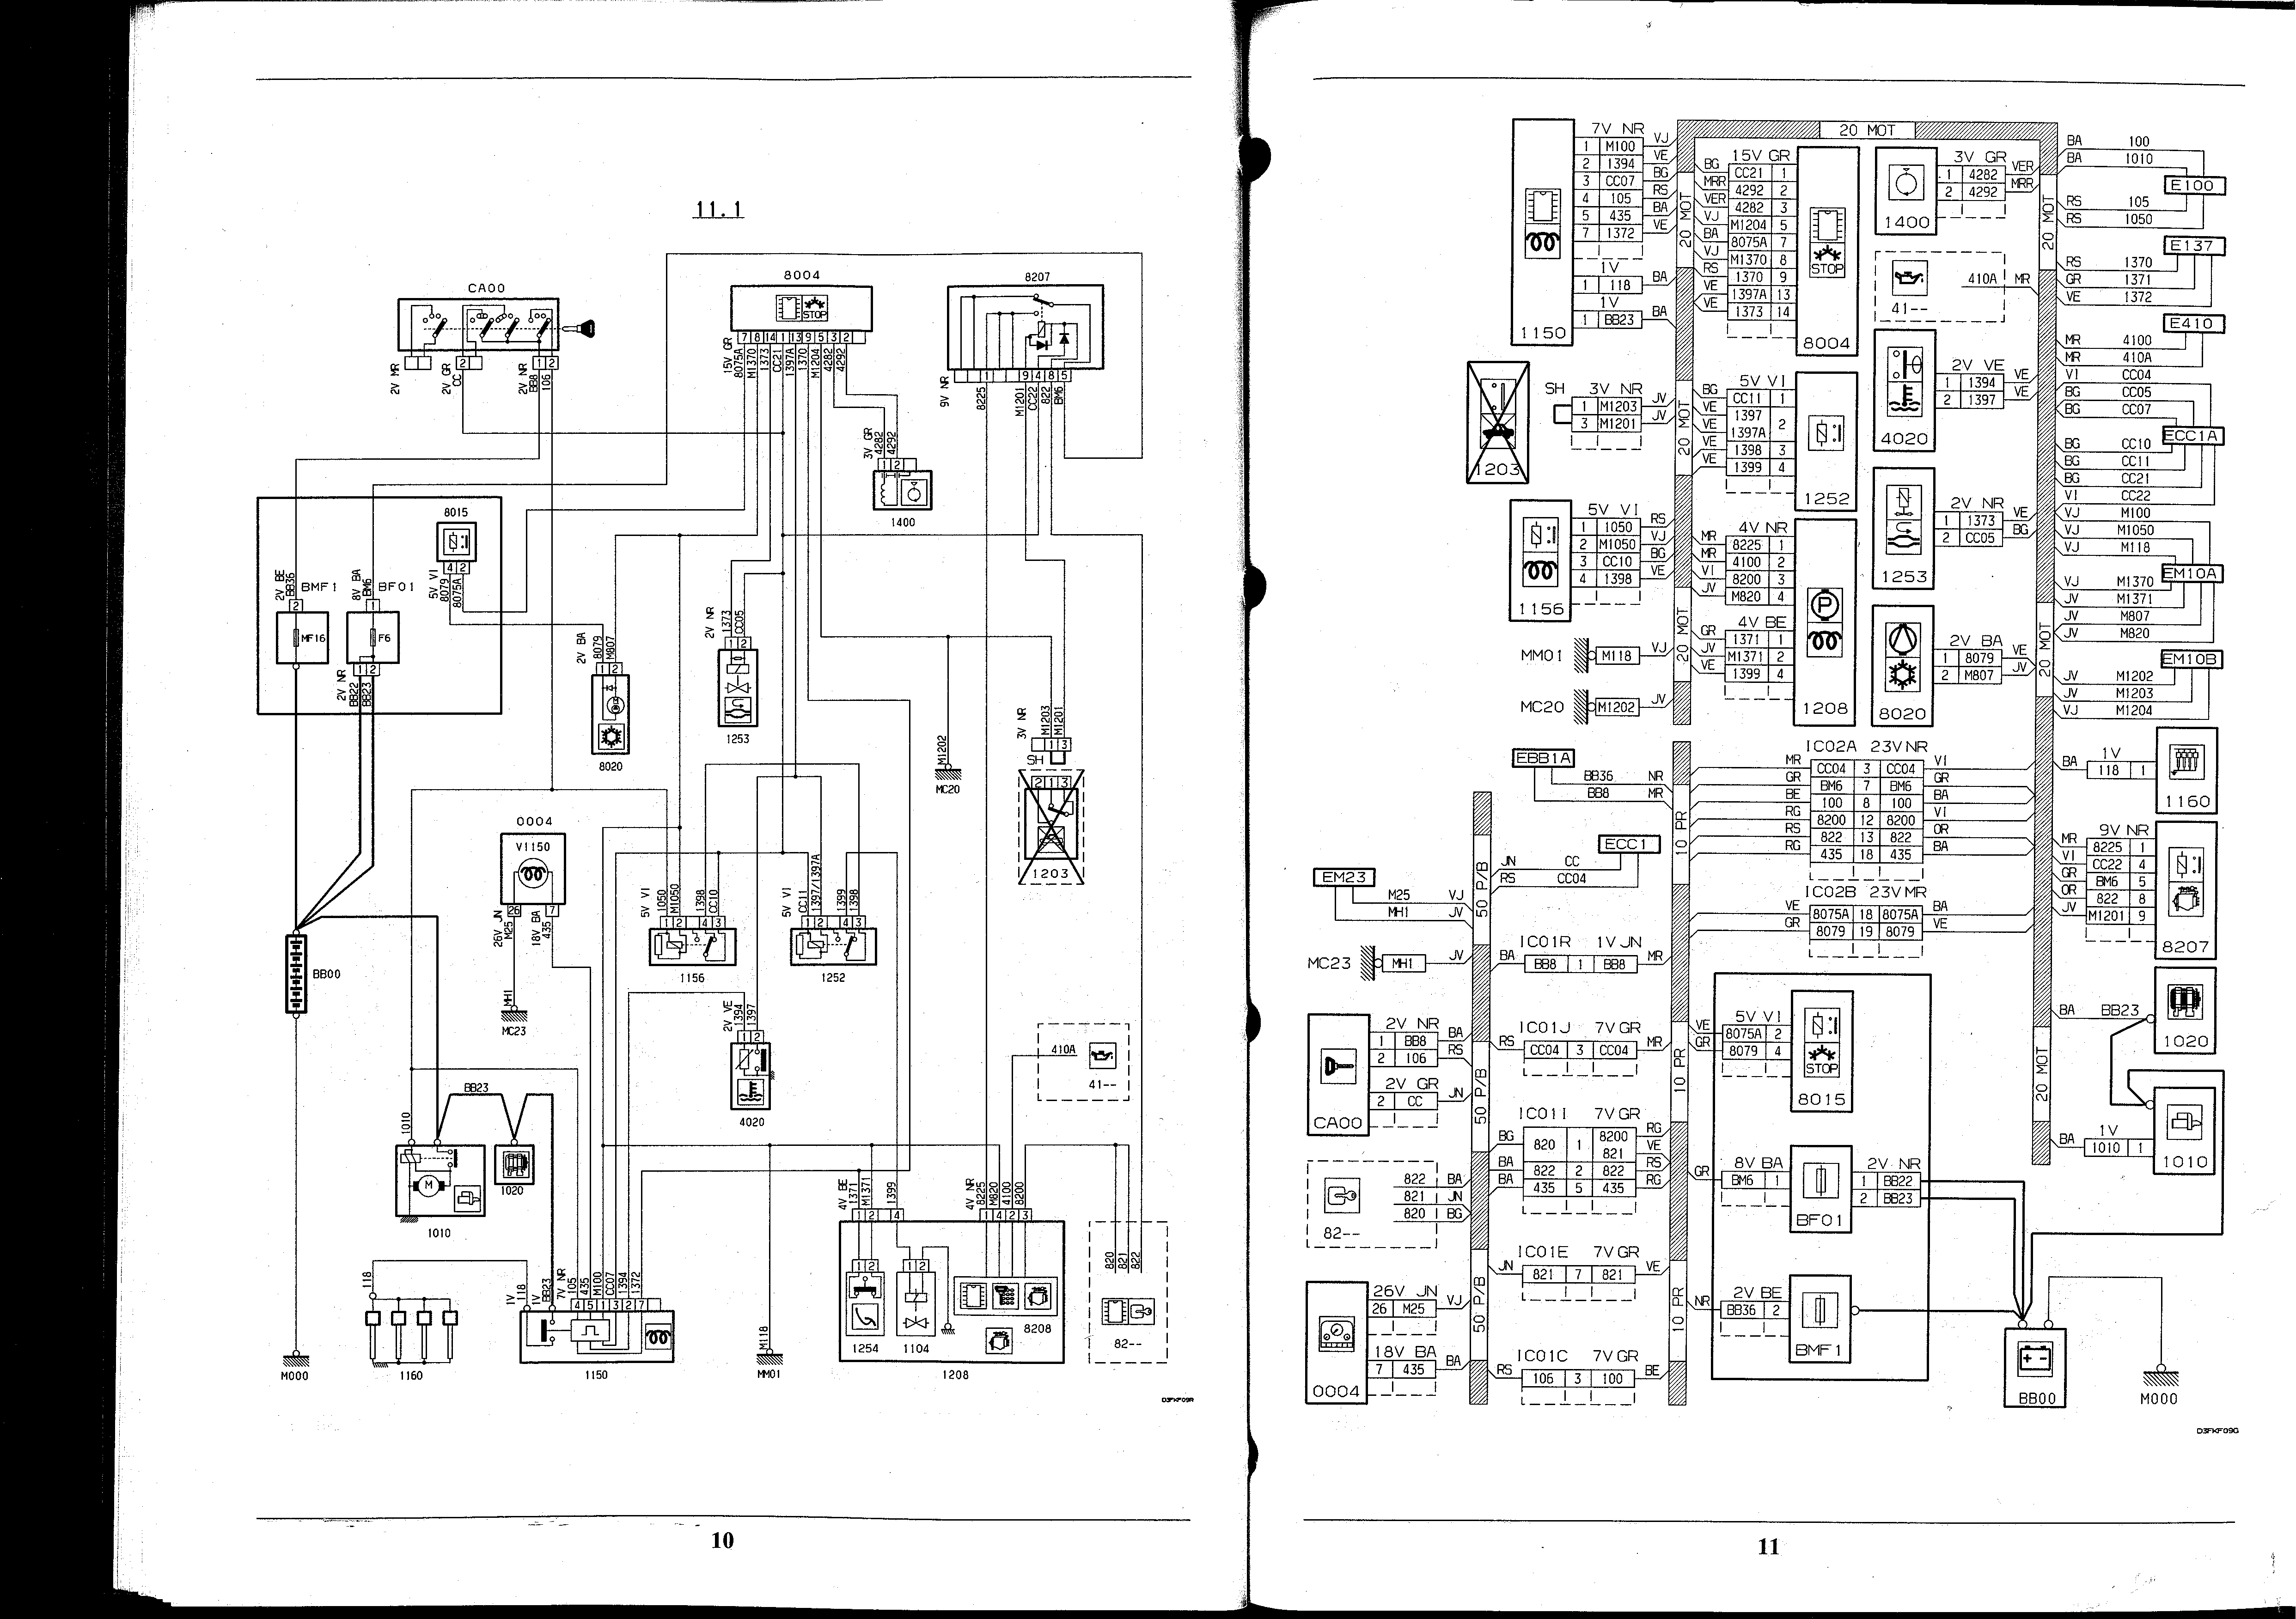 11.1
CA00
2V MR
2V GR
CC
2V NR
BB8
106
8004
STOP
7 8 14 1 13 9 5 3 2
15V GR
8075A
M1370
1373
CC21
1397A
1370
M1204
4282
4292
8207
1 9 4 8 5
9V NR
8225
M1201
CC22
822
BM6
3V GR
4282
4292
1 2
1400
8015
4 2
5V VI
8079
8075A
2V BE
BB36
BMF1
2
MF16
8V BA
BM6
BF01
1
F6
1 2
2V NR
BB22
BB23
2V BA
8079
M807
1 2
8020
2V NR
1373
CC05
1 2
1253
M1202
MC20
3V NR
M1203
M1201
1 3
SH
2 1 3
1203
0004
V1150
26 7
26V JN
M25
18V BA
435
MH1
MC23
BB00
5V VI
1050
M1050
1398
CC10
1 2 4 3
1156
5V VI
CC11
1397/1397A
1399
1398
1 2 4 3
1252
2V VE
1394
1397
1 2
4020
410A
41--
BB23
1010
M
1010
1020
118
1160
M000
1V
118
1V
BB23
7V NR
105
435
M100
CC07
1394
1372
4 5 1 3 2 7
1150
M118
MM01
4V BE
1371
M1371
1399
1 2 4
1 2
1254
1 2
1104
4V NR
8225
M820
4100
8200
1 4 2 3
8208
1208
820
821
822
82--
D3FKF09R
10
7V NR
1 M100 VJ
2 1394 VE
3 CC07 BG
4 105 RS
5 435 BA
7 1372 VE
1V
1 118 BA
1V
1 BB23 BA
1150
20 MOT
20 MOT
15V GR
BG CC21 1
MRR 4292 2
VER 4282 3
VJ M1204 5
BA 8075A 7
VJ M1370 8
RS 1370 9
VE 1397A 13
VE 1373 14
STOP
8004
3V GR
1 4282 VER
2 4292 MRR
1400
410A MR
41--
20 MOT
BA 100
BA 1010
E100
RS 105
RS 1050
E137
RS 1370
GR 1371
VE 1372
E410
MR 4100
MR 410A
VI CC04
BG CC05
BG CC07
ECC1A
BG CC10
BG CC11
BG CC21
VI CC22
VJ M100
VJ M1050
VJ M118
EM10A
VJ M1370
JV M1371
JV M807
JV M820
EM10B
JV M1202
JV M1203
VJ M1204
1203
SH 3V NR
1 M1203 JV
3 M1201 JV
20 MOT
5V VI
BG CC11 1
VE 1397
VE 1397A 2
VE 1398 3
VE 1399 4
1252
2V VE
1 1394 VE
2 1397 VE
4020
5V VI
1 1050 RS
2 M1050 VJ
3 CC10 BG
4 1398 VE
1156
4V NR
MR 8225 1
MR 4100 2
VI 8200 3
VJ M820 4
P
4V BE
GR 1371 1
JV M1371 2
VE 1399 4
1208
2V NR
1 1373 VE
2 CC05 BG
1253
2V BA
1 8079 VE
2 M807 JV
8020
20 MOT
20 MOT
MM01 M118 VJ
MC20 M1202 JV
EBB1A
BB36 NR
BB8 MR
10 PR
IC02A 23V NR
MR CC04 3 CC04 VI
GR BM6 7 BM6 GR
BE 100 8 100 BA
RG 8200 12 8200 VI
RS 822 13 822 OR
RG 435 18 435 BA
IC02B 23V MR
VE 8075A 18 8075A BA
GR 8079 19 8079 VE
BA 1V
118 1
1160
9V NR
MR 8225 1
VI CC22 4
GR BM6 5
OR 822 8
JV M1201 9
8207
BA BB23
1020
20 MOT
1V
BA 1010 1
1010
ECC1
JN CC
RS CC04
50 P/B
EM23
M25 VJ
MH1 JV
MC23 MH1 JV
IC01R 1V JN
BA BB8 1 BB8 MR
2V NR
1 BB8 BA
2 106 RS
2V GR
2 CC JN
CA00
50 P/B
IC01J 7V GR
RS CC04 3 CC04 MR
10 PR
5V VI
VE 8075A 2
GR 8079 4
STOP
8015
IC01I 7V GR
BG 820 1 8200 RG
821 VE
BA 822 2 822 RS
BA 435 5 435 RG
822 BA
821 JN
820 BG
82--
GR 8V BA
BM6 1
BF01
2V NR
1 BB22
2 BB23
IC01E 7V GR
JN 821 7 821 VE
50 P/B
10 PR
26V JN
26 M25 VJ
18V BA
7 435 BA
0004
IC01C 7V GR
RS 106 3 100 BE
2V BE
NR BB36 2
BMF1
BB00
M000
D3FKF09G
11